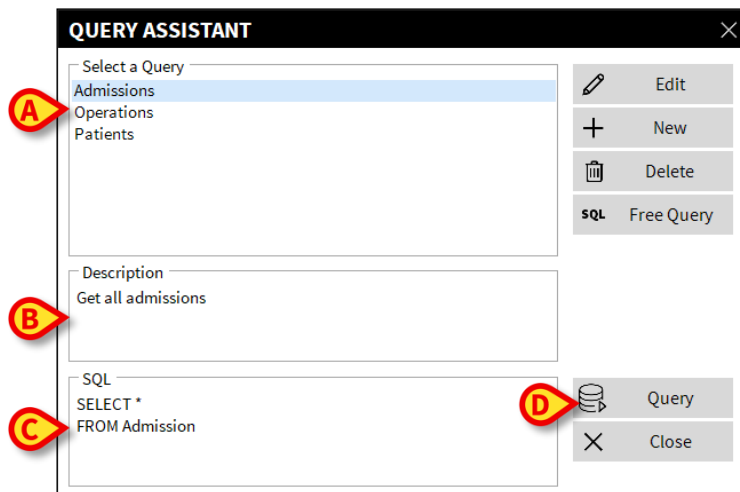 QUERY ASSISTANT
Select a Query
Admissions
Operations
Patients
A
Edit
New
Delete
SQL Free Query
Description
Get all admissions
B
SQL
SELECT *
FROM Admission
C
D
Query
Close